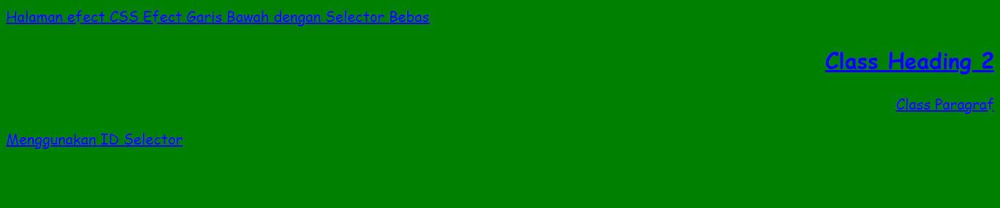 Halaman efect CSS Efect Garis Bawah dengan Selector Bebas
Class Heading 2
Class Paragraf
Menggunakan ID Selector